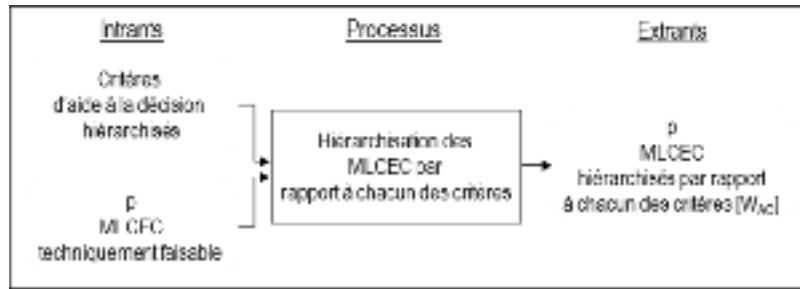 Intrants
Processus
Extrants
Critères
d'aide à la décision
hiérarchisés
p
MLCEC
techniquement faisable
Hiérarchisation des
MLCEC par
rapport à chacun des critères
p
MLCEC
hiérarchisés par rapport
à chacun des critères [W_AC]